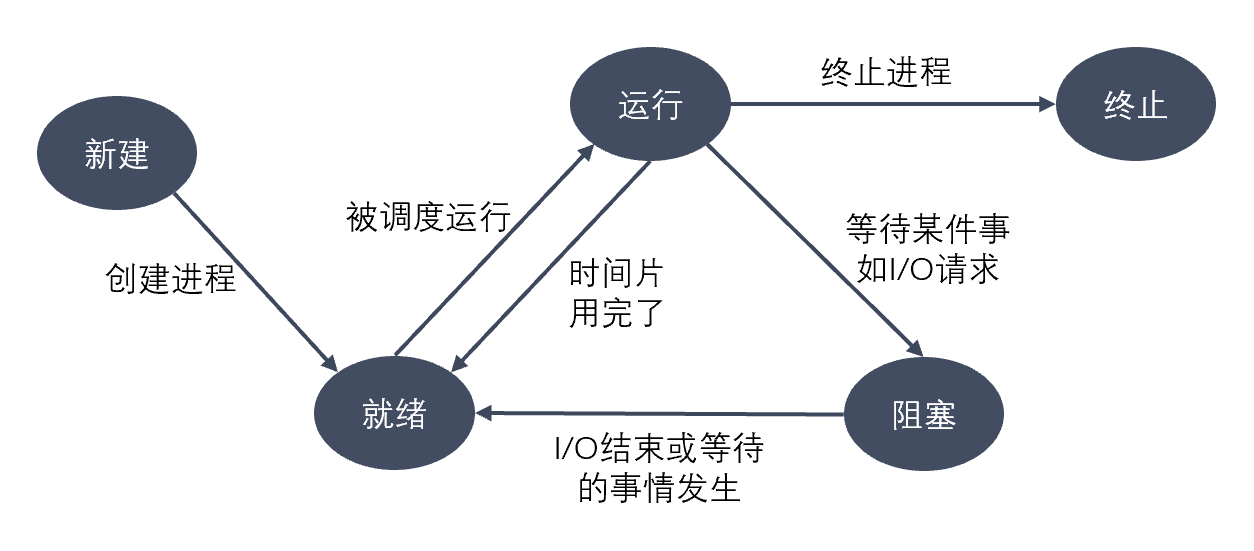 终止进程
运行
终止
新建
被调度运行
等待某件事
如I/O请求
创建进程
时间片
用完了
就绪
阻塞
I/O结束或等待
的事情发生